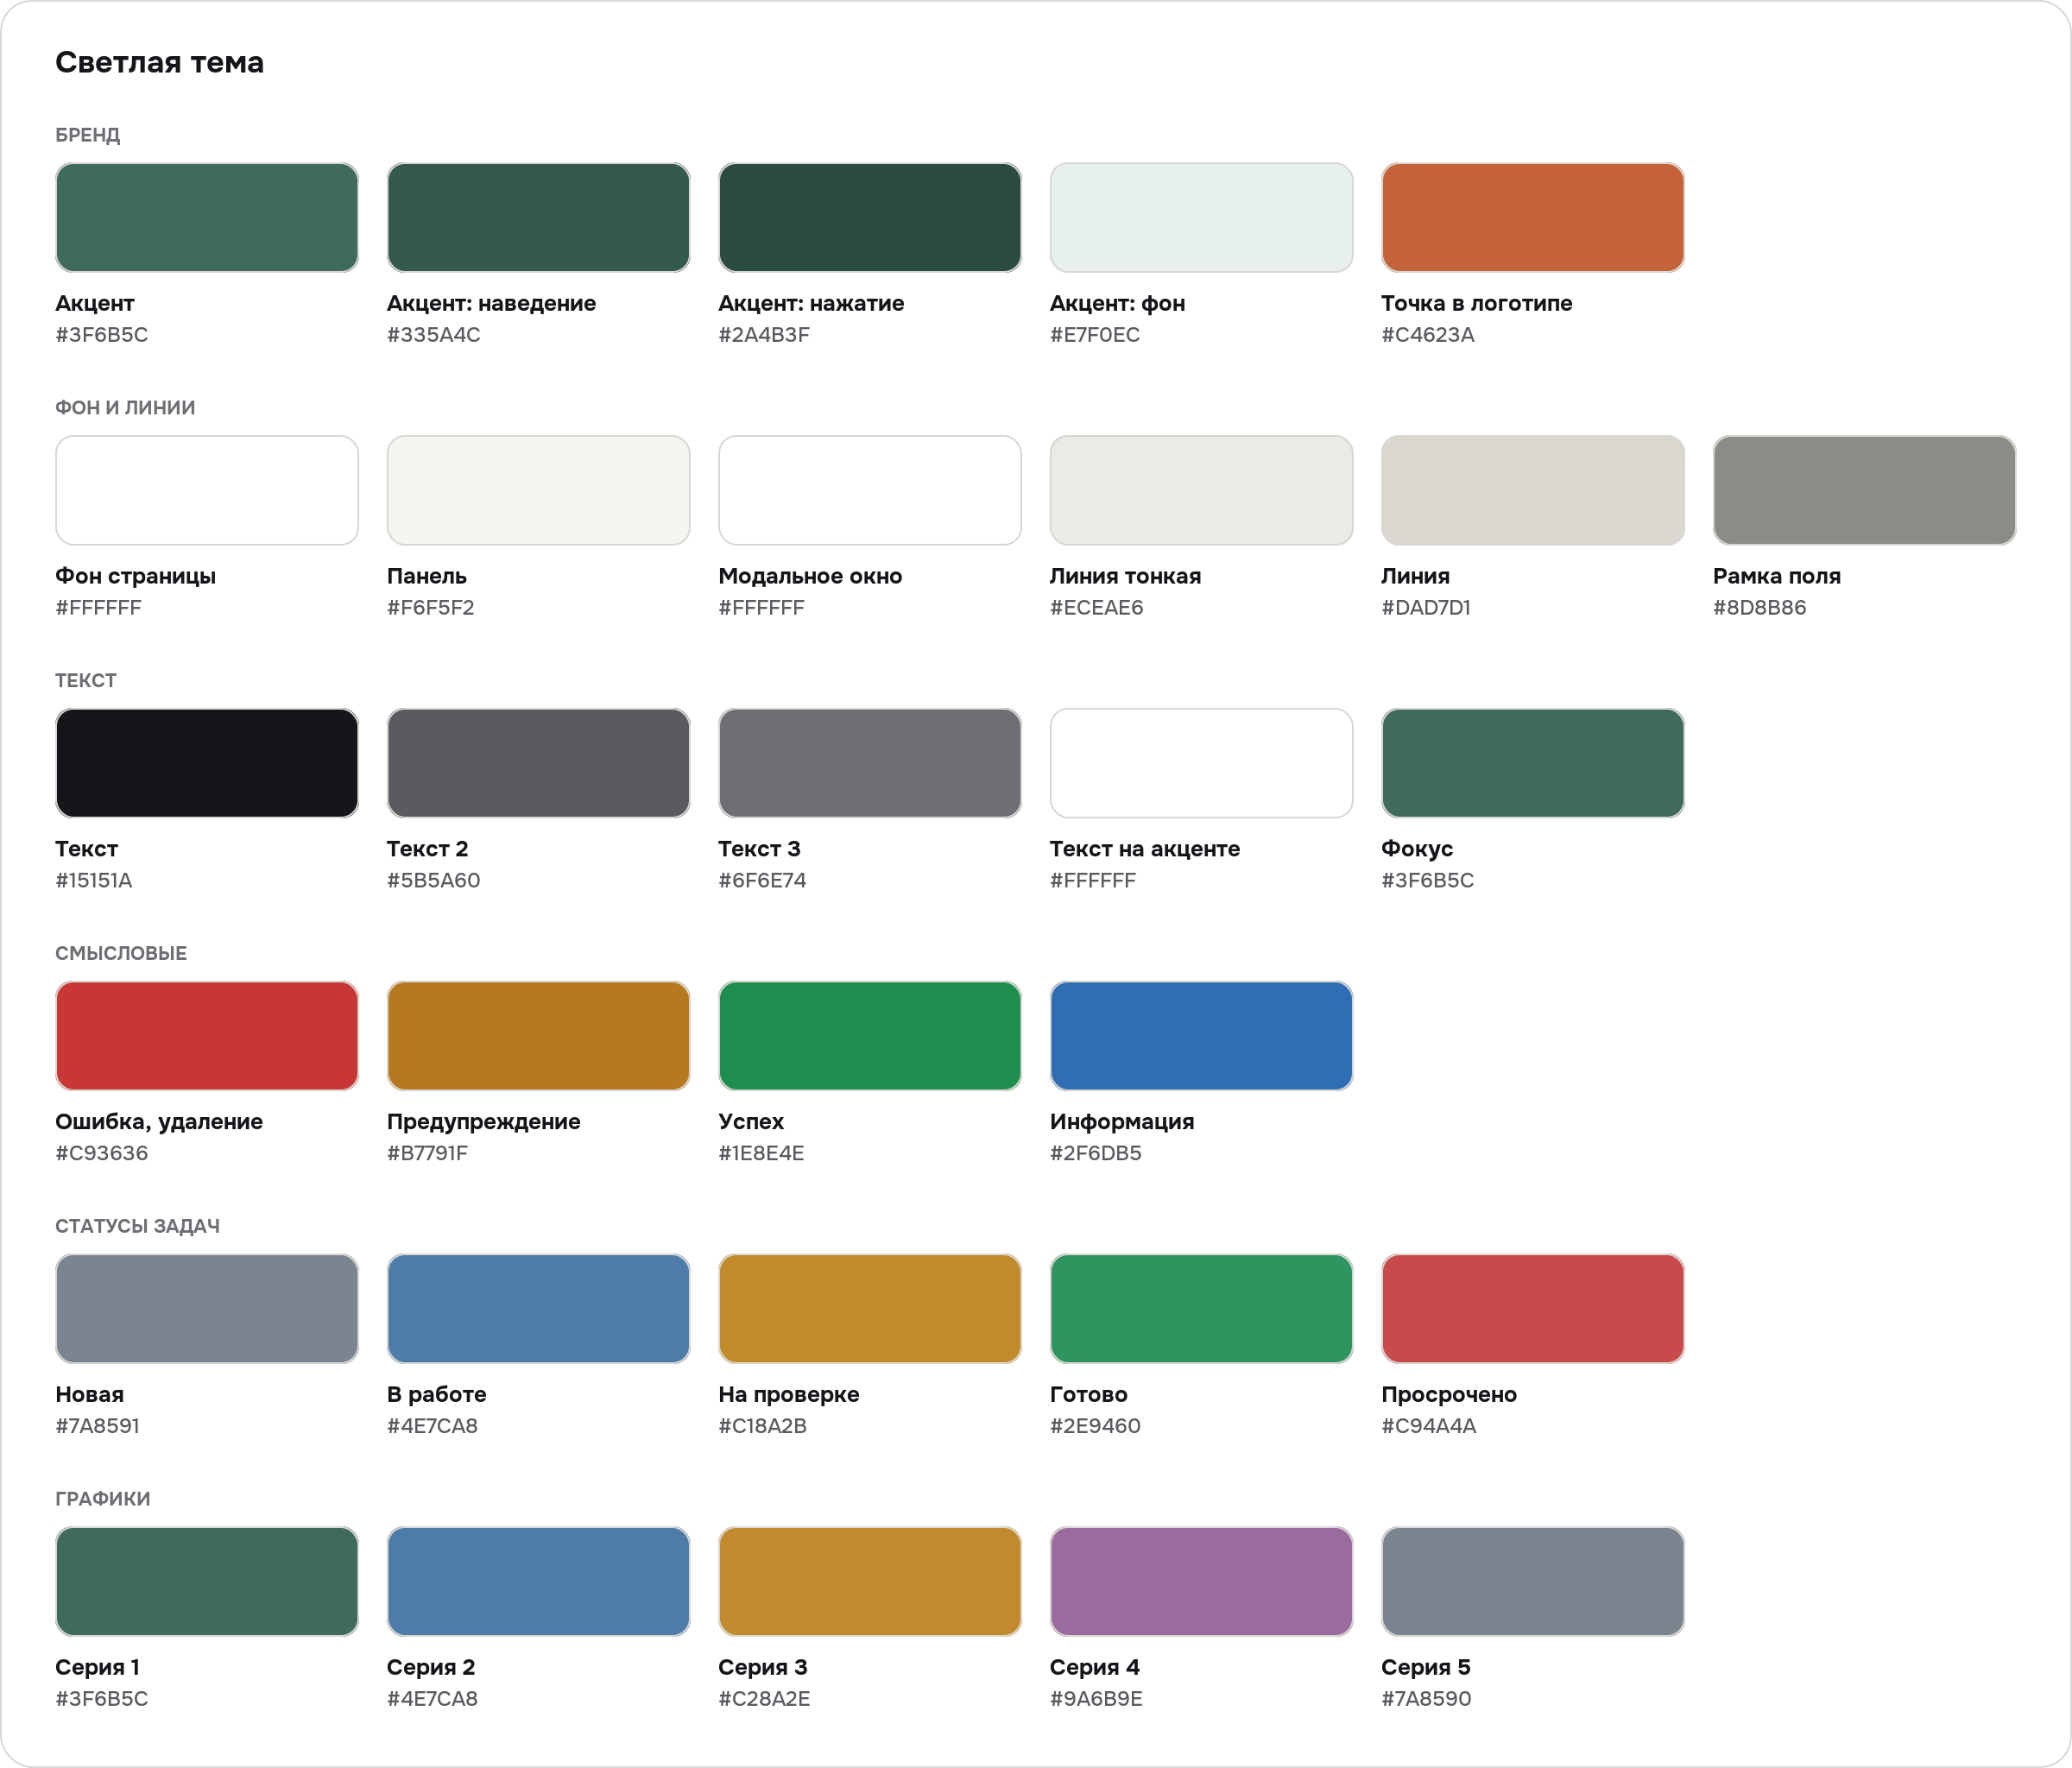 Светлая тема
БРЕНД
Акцент
#3F6B5C
Акцент: наведение
#335A4C
Акцент: нажатие
#2A4B3F
Акцент: фон
#E7F0EC
Точка в логотипе
#C4623A
ФОН И ЛИНИИ
Фон страницы
#FFFFFF
Панель
#F6F5F2
Модальное окно
#FFFFFF
Линия тонкая
#ECEAE6
Линия
#DAD7D1
Рамка поля
#8D8B86
ТЕКСТ
Текст
#15151A
Текст 2
#5B5A60
Текст 3
#6F6E74
Текст на акценте
#FFFFFF
Фокус
#3F6B5C
СМЫСЛОВЫЕ
Ошибка, удаление
#C93636
Предупреждение
#B7791F
Успех
#1E8E4E
Информация
#2F6DB5
СТАТУСЫ ЗАДАЧ
Новая
#7A8591
В работе
#4E7CA8
На проверке
#C18A2B
Готово
#2E9460
Просрочено
#C94A4A
ГРАФИКИ
Серия 1
#3F6B5C
Серия 2
#4E7CA8
Серия 3
#C28A2E
Серия 4
#9A6B9E
Серия 5
#7A8590